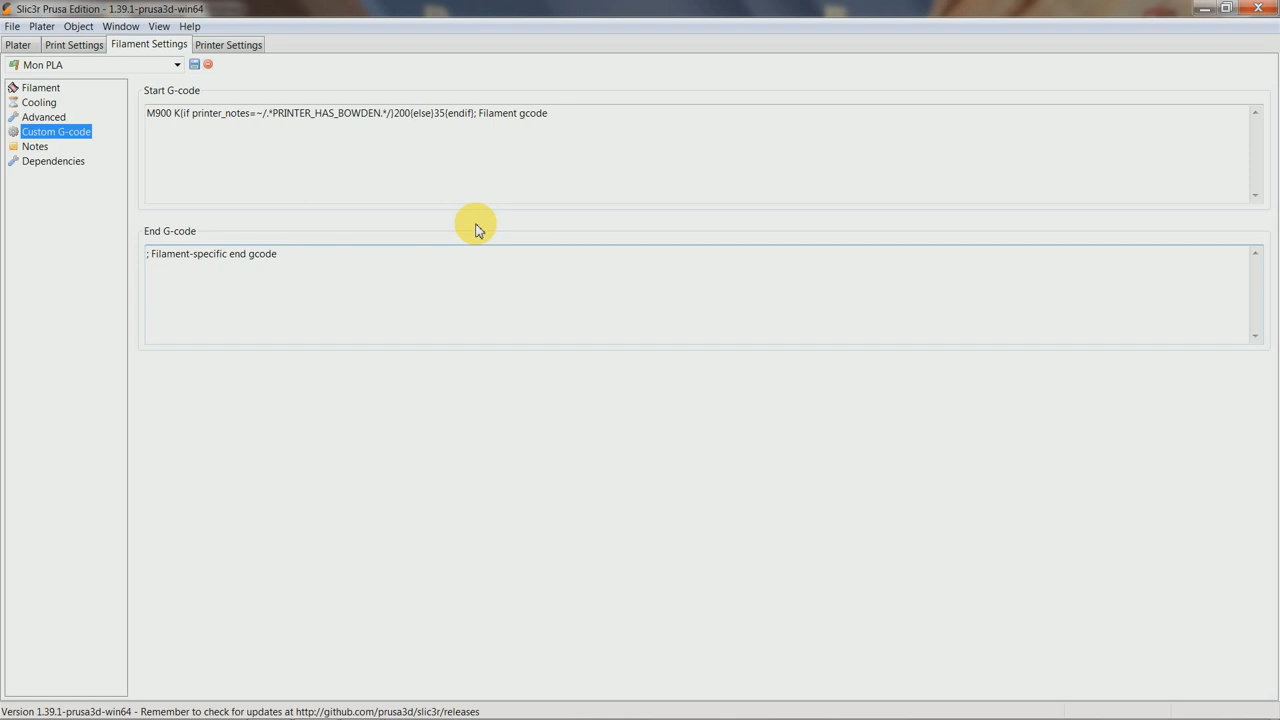 Slic3r Prusa Edition - 1.39.1-prusa3d-win64
File Plater Object Window View Help
Plater Print Settings Filament Settings Printer Settings
Mon PLA
Filament
Cooling
Advanced
Custom G-code
Notes
Dependencies
Start G-code
M900 K{if printer_notes=~/.*PRINTER_HAS_BOWDEN.*/}200{else}35{endif}; Filament gcode
End G-code
; Filament-specific end gcode
Version 1.39.1-prusa3d-win64 - Remember to check for updates at http://github.com/prusa3d/slic3r/releases